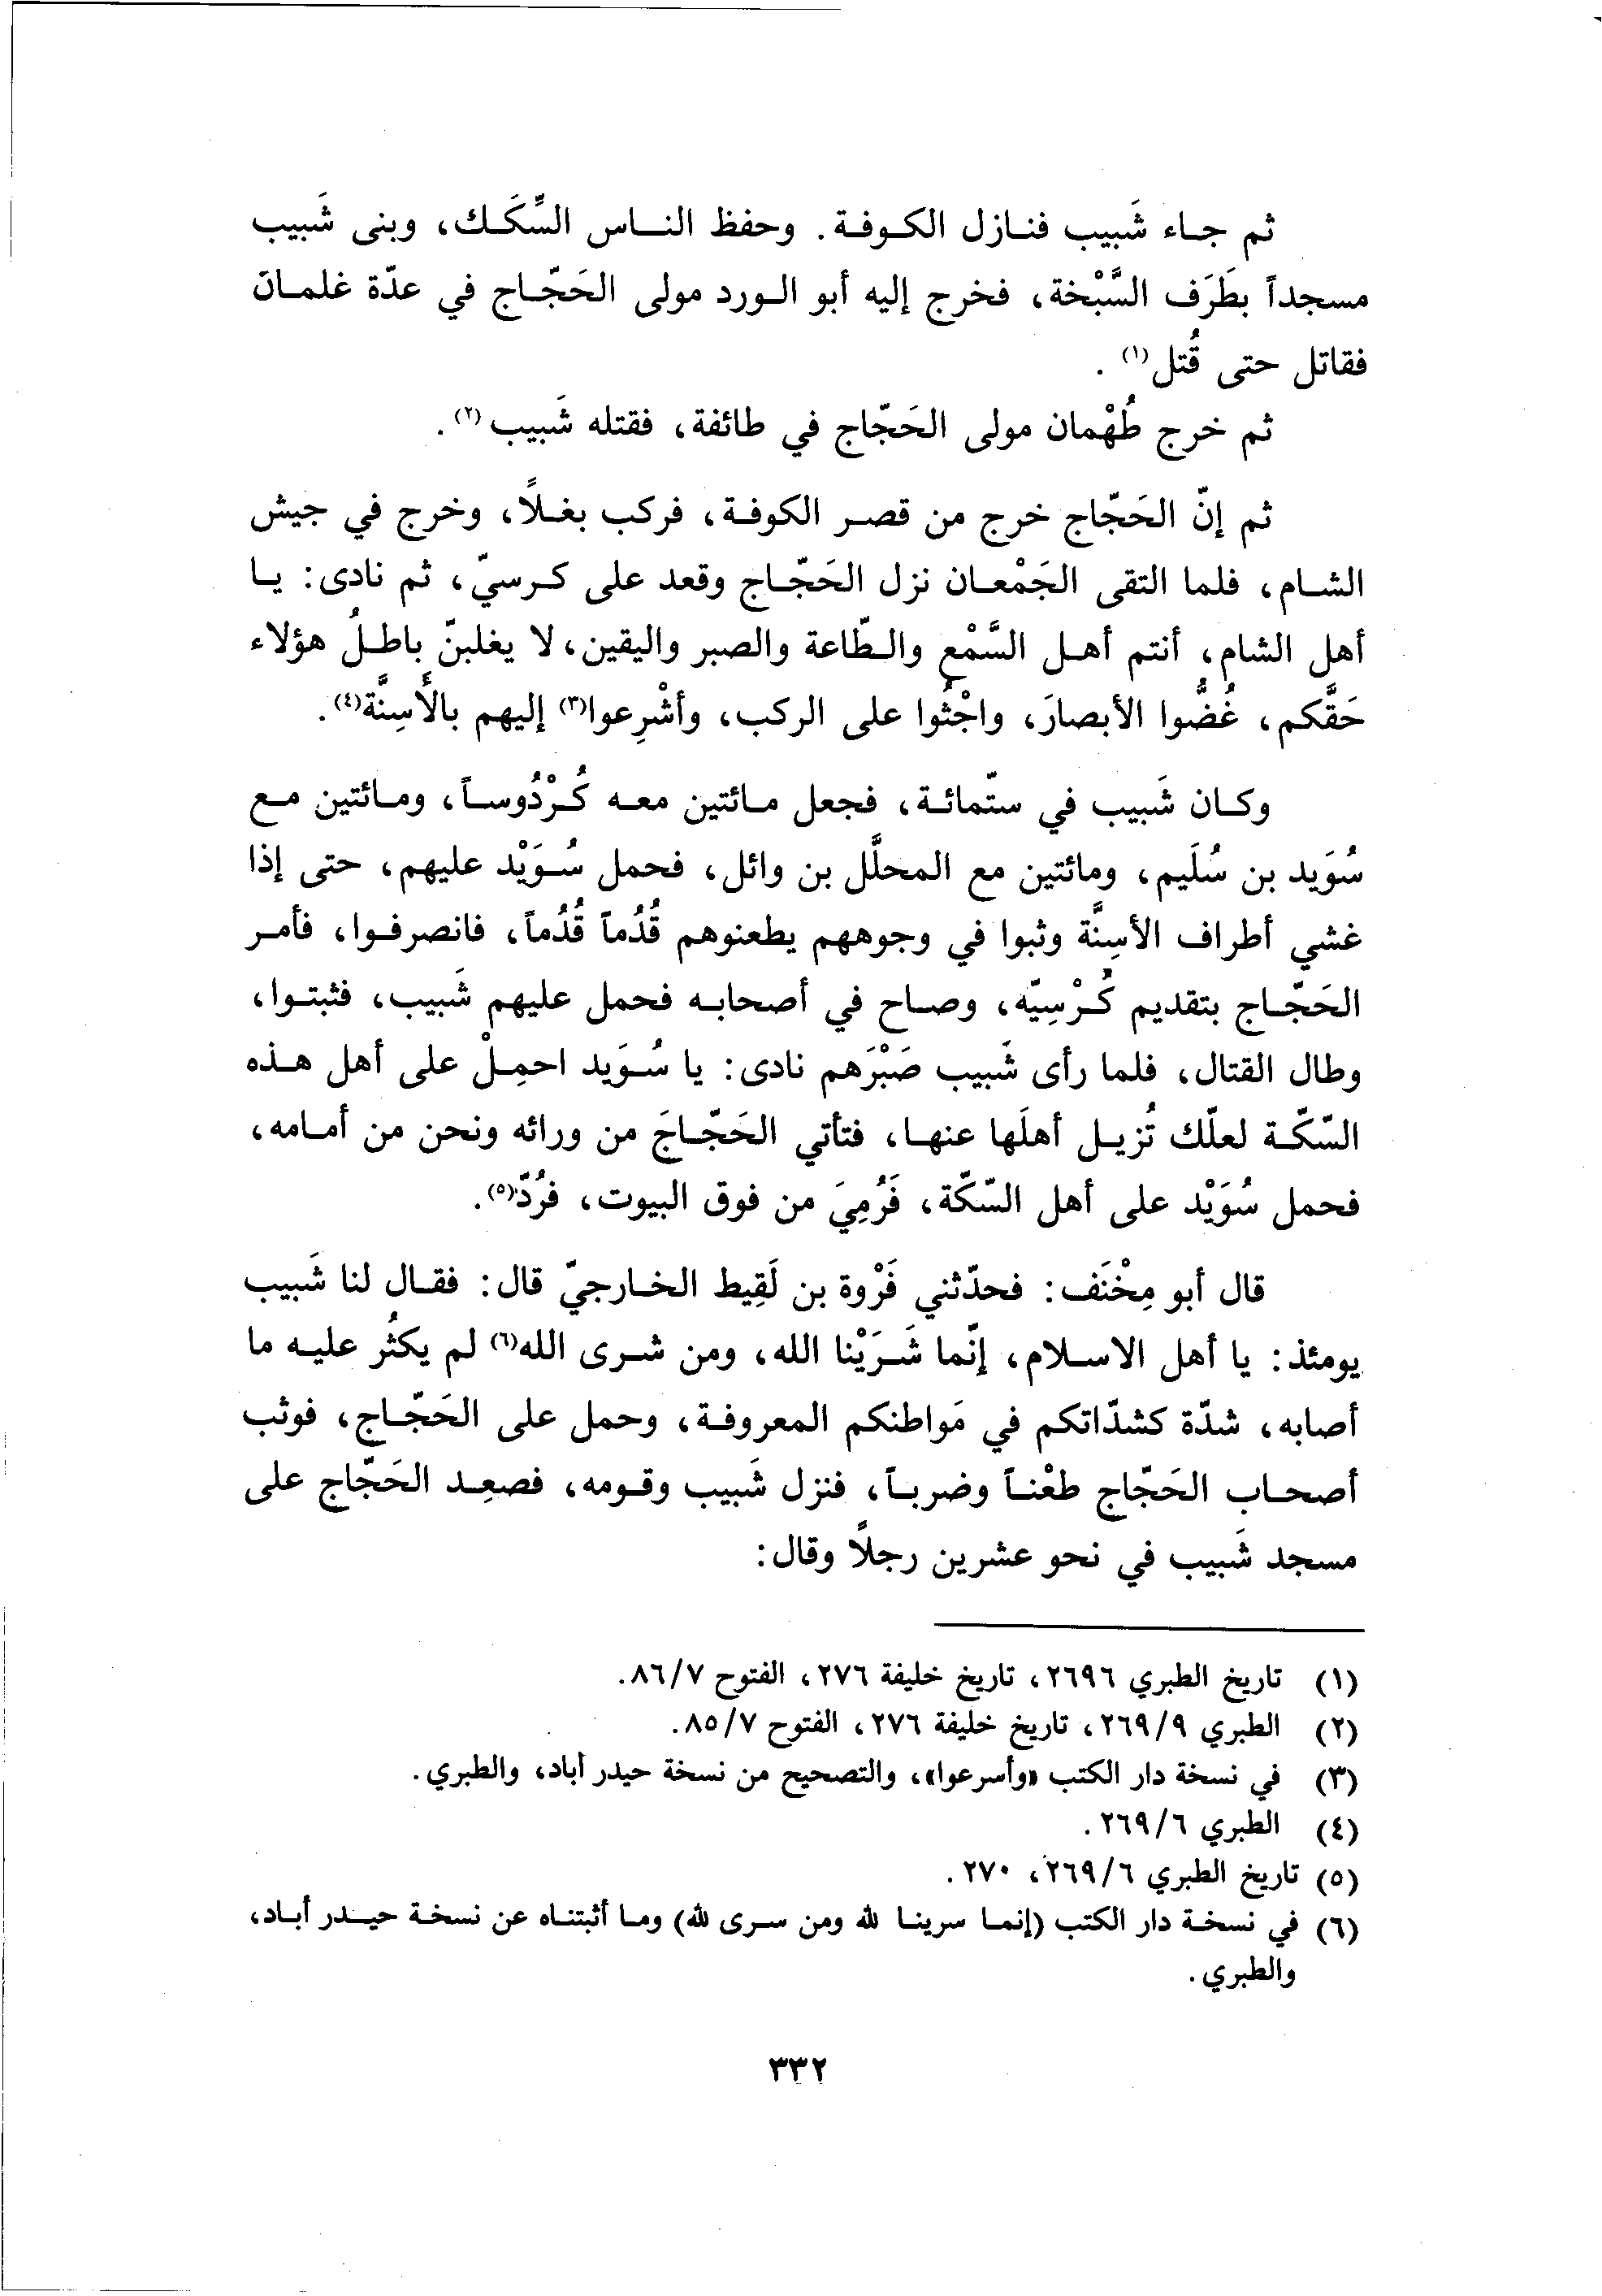 ثم جاء شَبيب فنازل الكوفة. وحفظ الناس السِّكَك، وبنى شَبيب
مسجداً بطَرَف السَّبْخة، فخرج إليه أبو الورد مولى الحَجّاج في عدّة غلمان
فقاتل حتى قُتل(١).
ثم خرج طُهْمان مولى الحَجّاج في طائفة، فقتله شَبيب(٢).
ثم إنّ الحَجّاج خرج من قصر الكوفة، فركب بغلاً، وخرج في جيش
الشام، فلما التقى الجَمْعان نزل الحَجّاج وقعد على كرسيّ، ثم نادى: يا
أهل الشام، أنتم أهل السَّمْع والطّاعة والصبر واليقين، لا يغلبنّ باطلُ هؤلاء
حَقَّكم، غُضُّوا الأبصارَ، واجْثُوا على الركب، وأشْرِعوا(٣) إليهم بالأَسِنَّة(٤).
وكان شَبيب في ستّمائة، فجعل مائتين معه كُرْدُوساً، ومائتين مع
سُوَيد بن سُلَيم، ومائتين مع المحلَّل بن وائل، فحمل سُوَيْد عليهم، حتى إذا
غشي أطراف الأسِنَّة وثبوا في وجوههم يطعنوهم قُدُماً قُدُماً، فانصرفوا، فأمر
الحَجّاج بتقديم كُرْسِيّه، وصاح في أصحابه فحمل عليهم شَبيب، فثبتوا،
وطال القتال، فلما رأى شَبيب صَبْرَهم نادى: يا سُوَيد احمِلْ على أهل هذه
السّكّة لعلّك تُزيل أهلَها عنها، فتأتي الحَجّاجَ من ورائه ونحن من أمامه،
فحمل سُوَيْد على أهل السّكّة، فَرُمِيَ من فوق البيوت، فرُدّ(٥).
قال أبو مِخْنَف: فحدّثني فَرْوة بن لَقِيط الخارجيّ قال: فقال لنا شَبيب
يومئذ: يا أهل الاسلام، إنّما شَرَيْنا الله، ومن شرى الله(٦) لم يكثُر عليه ما
أصابه، شدّة كشدّاتكم في مَواطنكم المعروفة، وحمل على الحَجّاج، فوثب
أصحاب الحَجّاج طعْناً وضرباً، فنزل شَبيب وقومه، فصعِد الحَجّاج على
مسجد شَبيب في نحو عشرين رجلاً وقال:
(١) تاريخ الطبري ٢٦٩٦، تاريخ خليفة ٢٧٦، الفتوح ٨٦/٧.
(٢) الطبري ٢٦٩/٩، تاريخ خليفة ٢٧٦، الفتوح ٨٥/٧.
(٣) في نسخة دار الكتب «وأسرعوا»، والتصحيح من نسخة حيدر أباد، والطبري.
(٤) الطبري ٢٦٩/٦.
(٥) تاريخ الطبري ٢٦٩/٦، ٢٧٠.
(٦) في نسخة دار الكتب (إنما سرينا لله ومن سرى لله) وما أثبتناه عن نسخة حيدر أباد،
والطبري.
٣٣٢